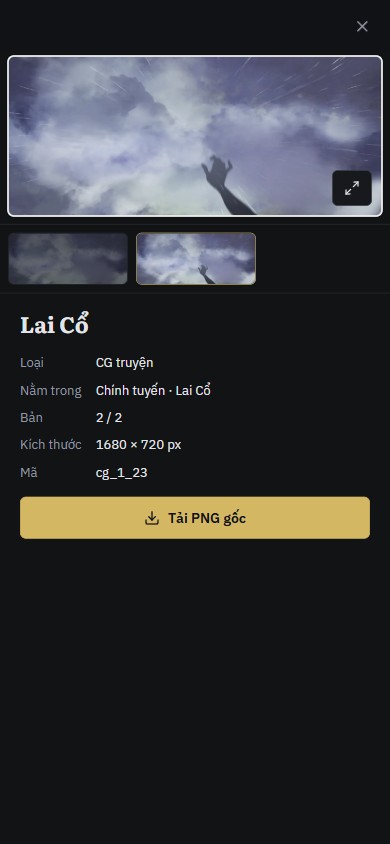 Lai Cổ
Loại CG truyện
Nằm trong Chính tuyến · Lai Cổ
Bản 2 / 2
Kích thước 1680 × 720 px
Mã cg_1_23
Tải PNG gốc